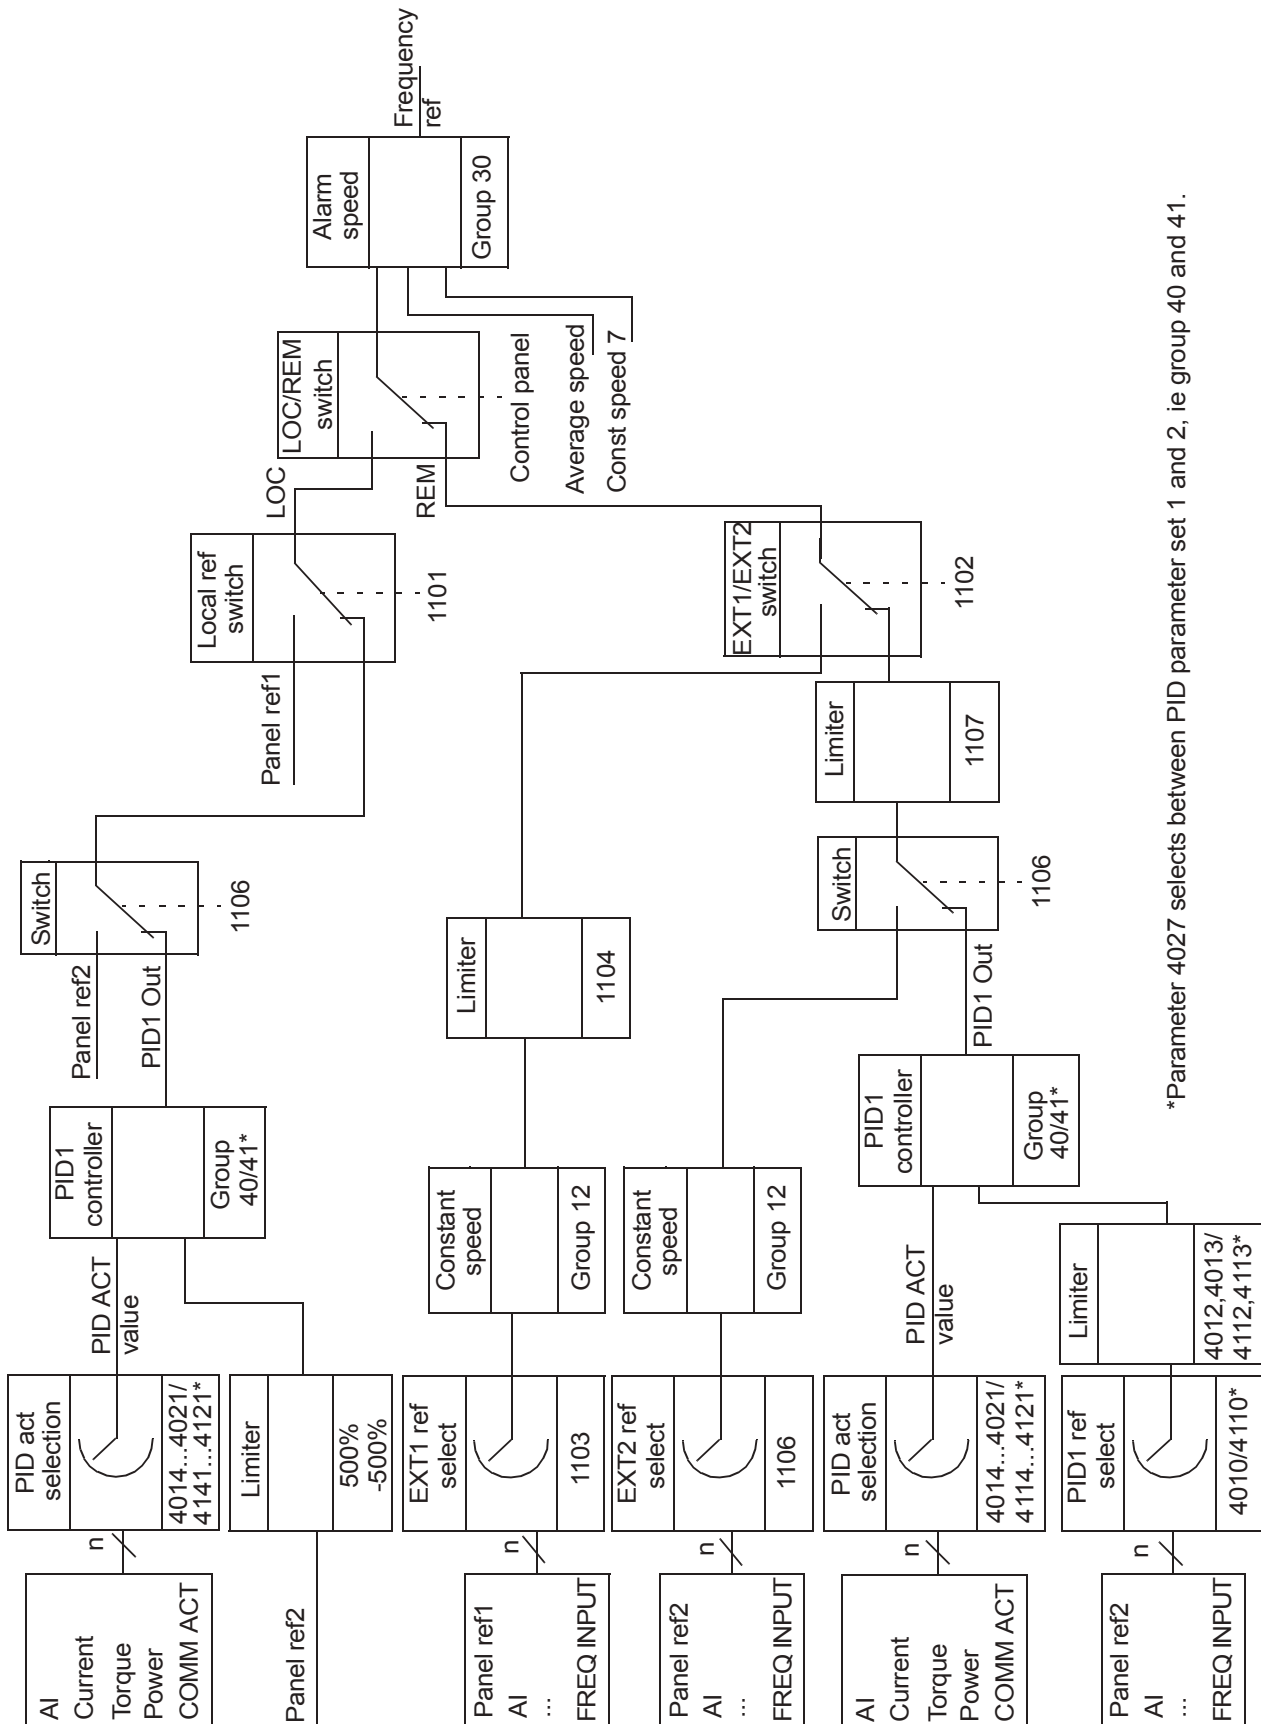 AI
Current
Torque
Power
COMM ACT
n
PID act
selection
4014...4021/
4141...4121*
PID ACT
value
PID1
controller
Group
40/41*
Panel ref2
PID1 Out
Switch
1106
Panel ref2
Limiter
500%
-500%
Panel ref1
Local ref
switch
1101
LOC
REM
LOC/REM
switch
Control panel
Average speed
Const speed 7
Alarm
speed
Group 30
Frequency
ref
Panel ref1
AI
...
FREQ INPUT
n
EXT1 ref
select
1103
Constant
speed
Group 12
Limiter
1104
Panel ref2
AI
...
FREQ INPUT
n
EXT2 ref
select
1106
Constant
speed
Group 12
EXT1/EXT2
switch
1102
Limiter
1107
Switch
1106
AI
Current
Torque
Power
COMM ACT
n
PID act
selection
4014...4021/
4114...4121*
PID ACT
value
PID1
controller
Group
40/41*
PID1 Out
Panel ref2
AI
...
FREQ INPUT
n
PID1 ref
select
4010/4110*
Limiter
4012,4013/
4112,4113*
*Parameter 4027 selects between PID parameter set 1 and 2, ie group 40 and 41.